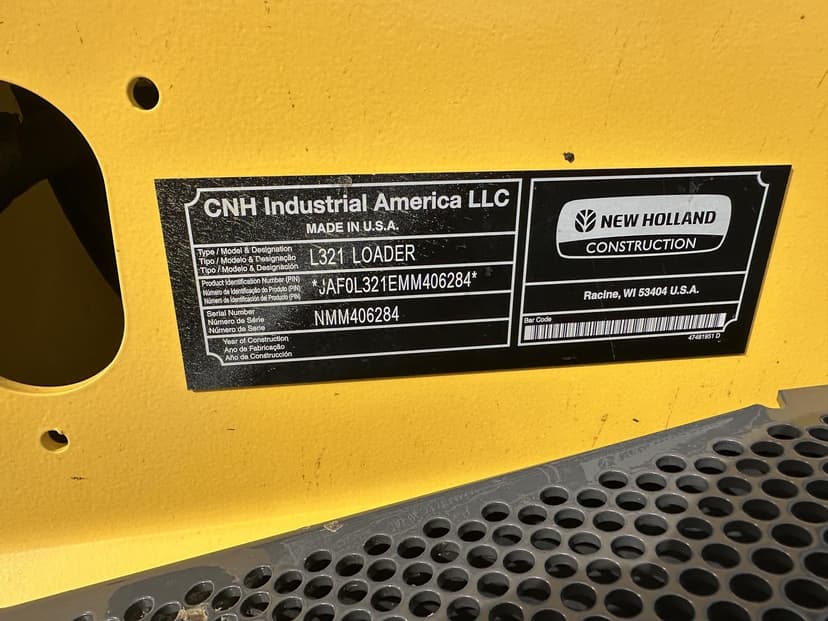 CNH Industrial America LLC
MADE IN U.S.A.
Type / Model & Designation
Tipo / Modelo & Designação
Tipo / Modelo & Designación
L321 LOADER
Product Identification Number (PIN)
Número de Identificação do Produto (PIN)
Número de Identificación del Producto (PIN)
*JAF0L321EMM406284*
Serial Number
Número de Série
Número de Serie
NMM406284
Year of Construction
Ano de Fabricação
Año de Construcción
NEW HOLLAND
CONSTRUCTION
Racine, WI 53404 U.S.A.
Bar Code
47481951 D